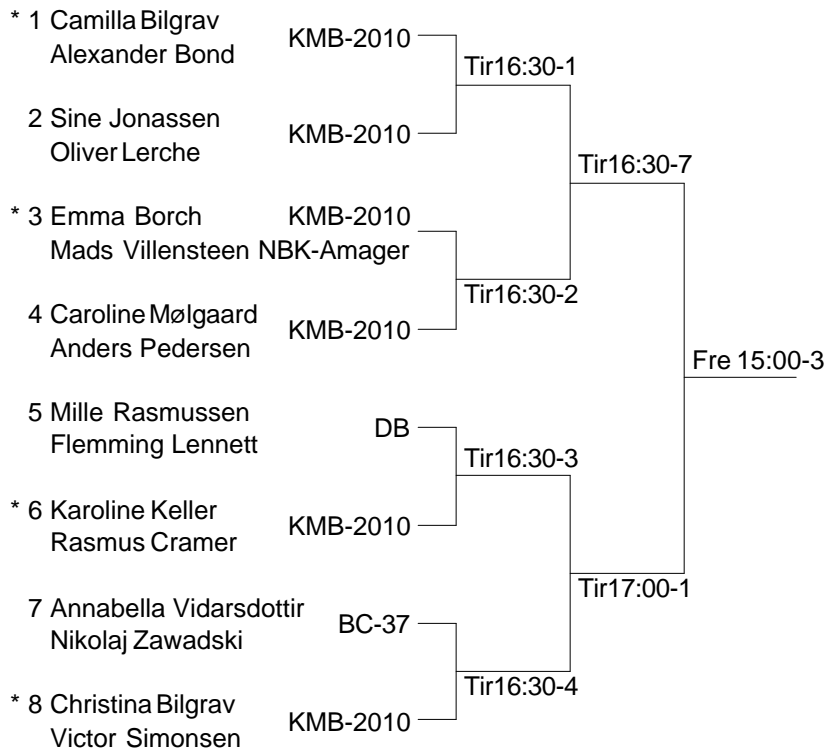 * 1 Camilla Bilgrav KMB-2010
Alexander Bond
Tir16:30-1
2 Sine Jonassen KMB-2010
Oliver Lerche
Tir16:30-7
* 3 Emma Borch KMB-2010
Mads Villensteen NBK-Amager
Tir16:30-2
4 Caroline Mølgaard KMB-2010
Anders Pedersen
Fre 15:00-3
5 Mille Rasmussen DB
Flemming Lennett
Tir16:30-3
* 6 Karoline Keller KMB-2010
Rasmus Cramer
Tir17:00-1
7 Annabella Vidarsdottir BC-37
Nikolaj Zawadski
Tir16:30-4
* 8 Christina Bilgrav KMB-2010
Victor Simonsen